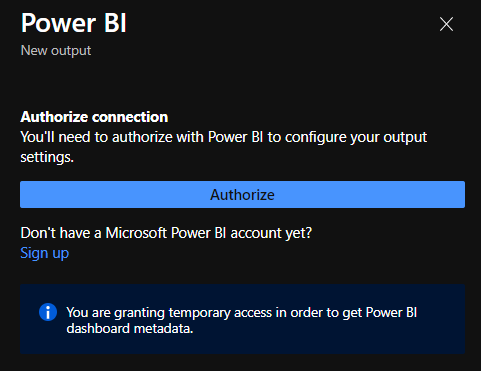 Power BI
New output
Authorize connection
You'll need to authorize with Power BI to configure your output
settings.
Authorize
Don't have a Microsoft Power BI account yet?
Sign up
You are granting temporary access in order to get Power BI
dashboard metadata.